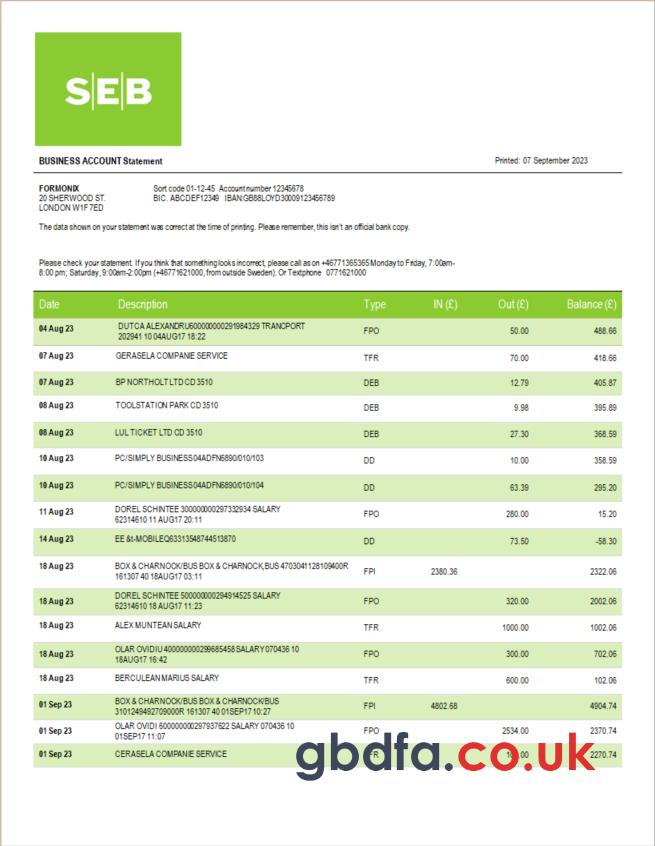 S|E|B
BUSINESS ACCOUNT Statement
Printed: 07 September 2023
FORMONIX
Sort code 01-12-45 Account number 12345678
20 SHERWOOD ST.
BIC. ABCDEF12349 IBAN:GB88LOYD30009123456789
LONDON W1F7ED
The data shown on your statement was correct at the time of printing. Please remember, this isn't an official bank copy.
Please check your statement. If you think that something looks incorrect, please call as on +46771365365 Monday to Friday, 7:00am-
8:00 pm; Saturday, 9:00am-2:00pm (+46771621000, from outside Sweden). Or Textphone 0771621000
Date Description Type IN (£) Out (£) Balance (£)
04 Aug 23 DUTCA ALEXANDRU600000000291984329 TRANCPORT FPO 50.00 488.66
202941 10 04AUG17 18:22
07 Aug 23 GERASELA COMPANIE SERVICE TFR 70.00 418.66
07 Aug 23 BP NORTHOLT LTD CD 3510 DEB 12.79 405.87
08 Aug 23 TOOLSTATION PARK CD 3510 DEB 9.98 395.89
08 Aug 23 LUL TICKET LTD CD 3510 DEB 27.30 368.59
10 Aug 23 PC/SIMPLY BUSINESS04ADFN6890/010/103 DD 10.00 358.59
10 Aug 23 PC/SIMPLY BUSINESS04ADFN6890/010/104 DD 63.39 295.20
11 Aug 23 DOREL SCHINTEE 300000000297332934 SALARY FPO 280.00 15.20
62314610 11 AUG17 20:11
14 Aug 23 EE &t-MOBILEQ63313548744513870 DD 73.50 -58.30
18 Aug 23 BOX & CHARNOCK/BUS BOX & CHARNOCK,BUS 4703041128109400R FPI 2380.36 2322.06
161307 40 18AUG17 03:11
18 Aug 23 DOREL SCHINTEE 500000000294914525 SALARY FPO 320.00 2002.06
62314610 18 AUG17 11:23
18 Aug 23 ALEX MUNTEAN SALARY TFR 1000.00 1002.06
18 Aug 23 OLAR OVIDIU 400000000299685458 SALARY 070436 10 FPO 300.00 702.06
18AUG17 16:42
18 Aug 23 BERCULEAN MARIUS SALARY TFR 600.00 102.06
01 Sep 23 BOX & CHARNOCK/BUS BOX & CHARNOCK/BUS FPI 4802.68 4904.74
3101249492709000R 161307 40 01SEP17 10:27
01 Sep 23 OLAR OVIDI 600000000297937622 SALARY 070436 10 FPO 2534.00 2370.74
01SEP17 11:07
01 Sep 23 CERASELA COMPANIE SERVICE 2270.74
gbdfa.co.uk